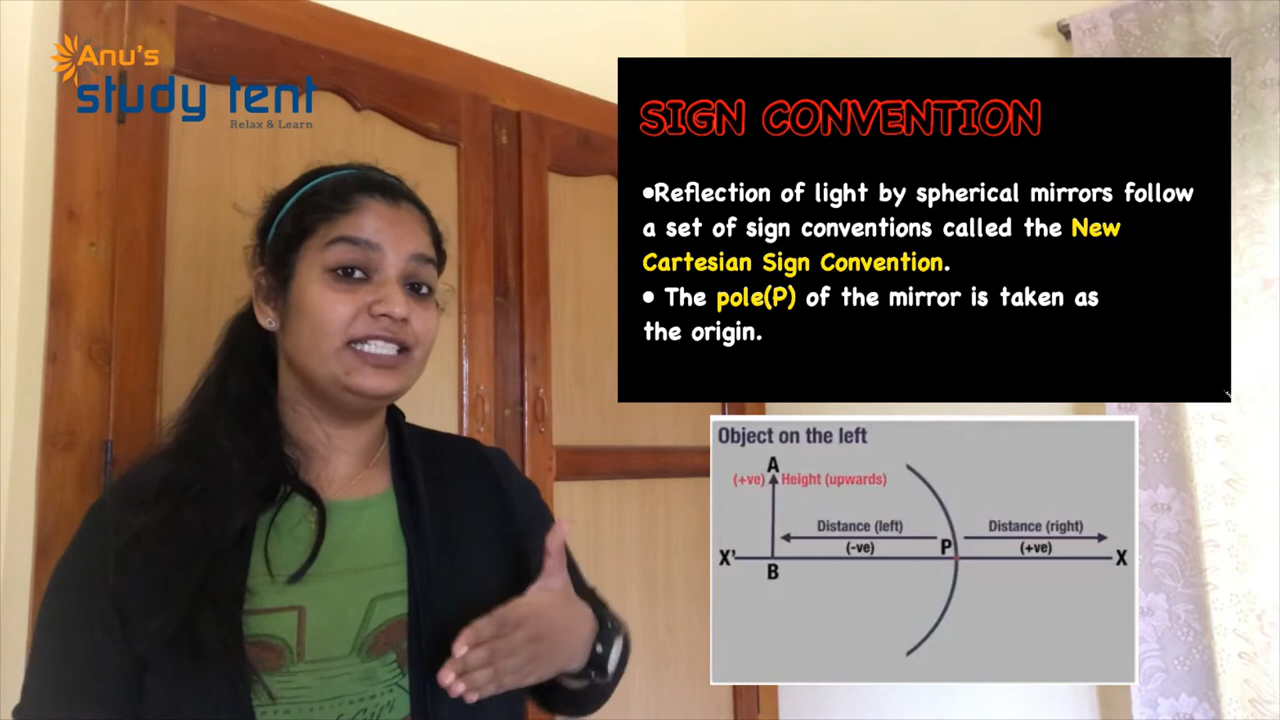 Anu's
study tent
Relax & Learn
SIGN CONVENTION
•Reflection of light by spherical mirrors follow
a set of sign conventions called the New
Cartesian Sign Convention.
• The pole(P) of the mirror is taken as
the origin.
Object on the left
A
(+ve) Height (upwards)
Distance (left)
Distance (right)
X' (-ve) P (+ve) X
B